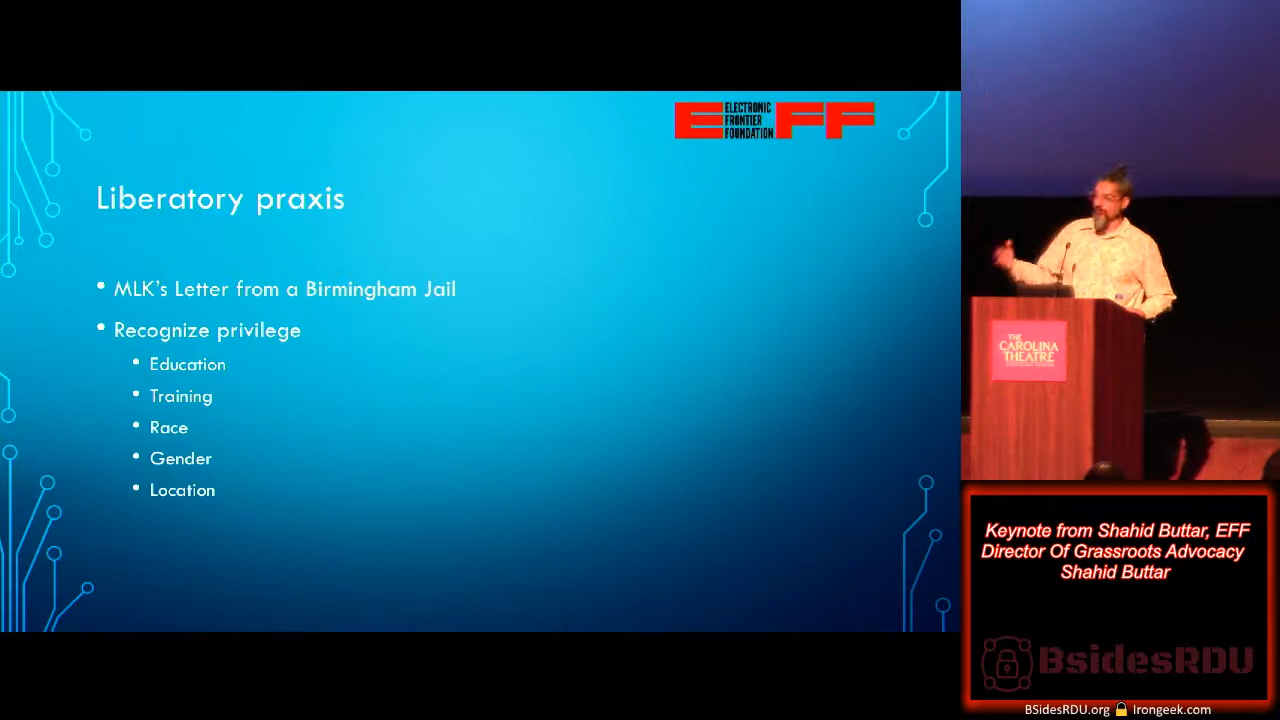 ELECTRONIC
FRONTIER
FOUNDATION
EFF
Liberatory praxis
• MLK's Letter from a Birmingham Jail
• Recognize privilege
• Education
• Training
• Race
• Gender
• Location
THE
CAROLINA
THEATRE
Keynote from Shahid Buttar, EFF
Director Of Grassroots Advocacy
Shahid Buttar
BsidesRDU
BSidesRDU.org Irongeek.com